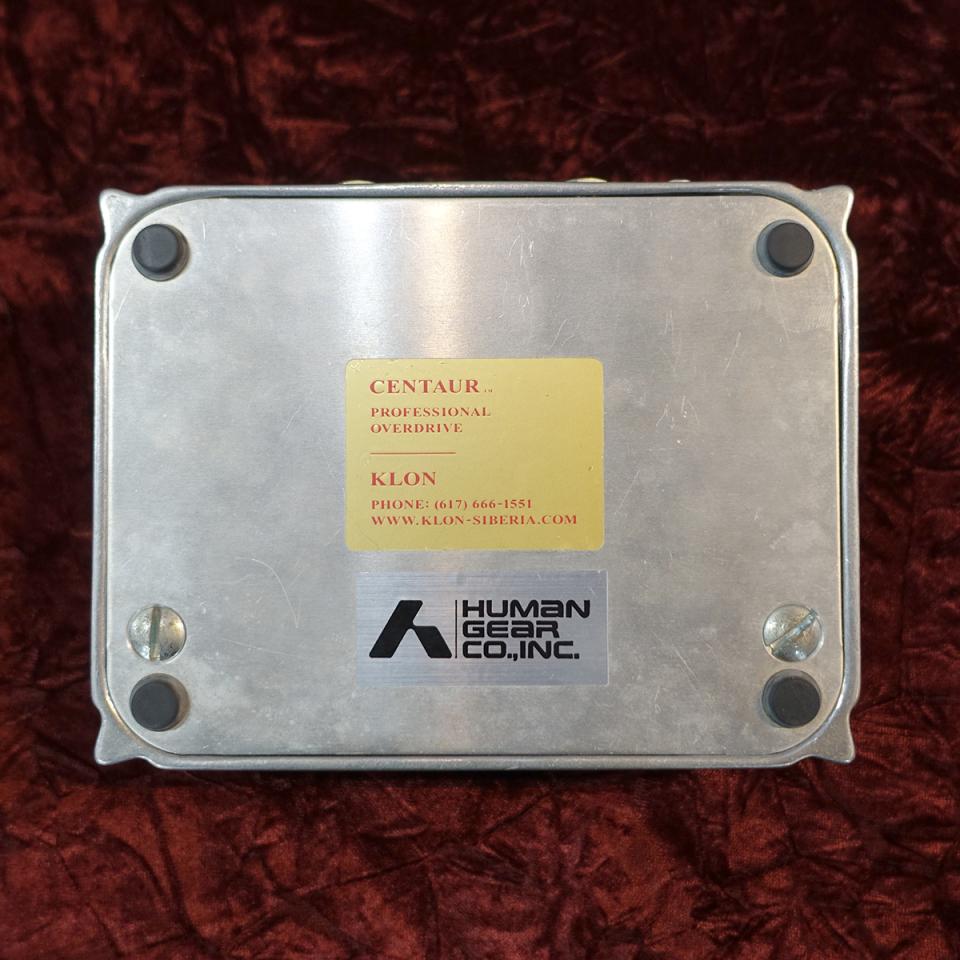 CENTAUR ™
PROFESSIONAL
OVERDRIVE
KLON
PHONE: (617) 666-1551
WWW.KLON-SIBERIA.COM
HUMAN
GEAR
CO.,INC.